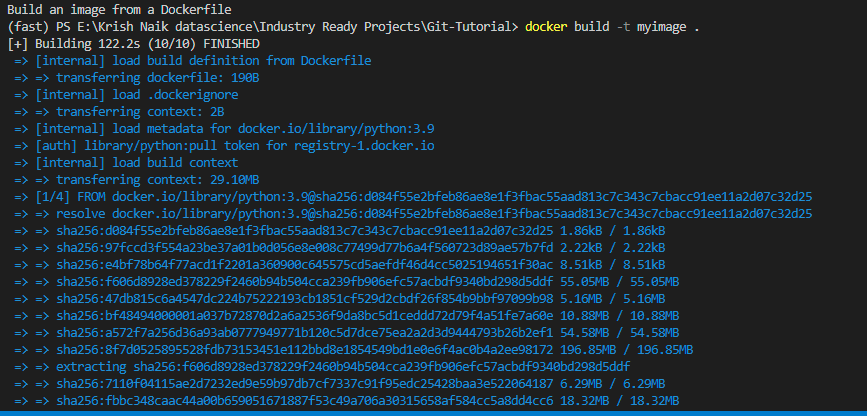 Build an image from a Dockerfile
(fast) PS E:\Krish Naik datascience\Industry Ready Projects\Git-Tutorial> docker build -t myimage .
[+] Building 122.2s (10/10) FINISHED
=> [internal] load build definition from Dockerfile
=> => transferring dockerfile: 190B
=> [internal] load .dockerignore
=> => transferring context: 2B
=> [internal] load metadata for docker.io/library/python:3.9
=> [auth] library/python:pull token for registry-1.docker.io
=> [internal] load build context
=> => transferring context: 29.10MB
=> [1/4] FROM docker.io/library/python:3.9@sha256:d084f55e2bfeb86ae8e1f3fbac55aad813c7c343c7cbacc91ee11a2d07c32d25
=> => resolve docker.io/library/python:3.9@sha256:d084f55e2bfeb86ae8e1f3fbac55aad813c7c343c7cbacc91ee11a2d07c32d25
=> => sha256:d084f55e2bfeb86ae8e1f3fbac55aad813c7c343c7cbacc91ee11a2d07c32d25 1.86kB / 1.86kB
=> => sha256:97fccd3f554a23be37a01b0d056e8e008c77499d77b6a4f560723d89ae57b7fd 2.22kB / 2.22kB
=> => sha256:e4bf78b64f77acd1f2201a360900c645575cd5aefdf46d4cc5025194651f30ac 8.51kB / 8.51kB
=> => sha256:f606d8928ed378229f2460b94b504cca239fb906efc57acbdf9340bd298d5ddf 55.05MB / 55.05MB
=> => sha256:47db815c6a4547dc224b75222193cb1851cf529d2cbdf26f854b9bbf97099b98 5.16MB / 5.16MB
=> => sha256:bf48494000001a037b72870d2a6a2536f9da8bc5d1ceddd72d79f4a51fe7a60e 10.88MB / 10.88MB
=> => sha256:a572f7a256d36a93ab0777949771b120c5d7dce75ea2a2d3d9444793b26b2ef1 54.58MB / 54.58MB
=> => sha256:8f7d0525895528fdb73153451e112bbd8e1854549bd1e0e6f4ac0b4a2ee98172 196.85MB / 196.85MB
=> => extracting sha256:f606d8928ed378229f2460b94b504cca239fb906efc57acbdf9340bd298d5ddf
=> => sha256:7110f04115ae2d7232ed9e59b97db7cf7337c91f95edc25428baa3e522064187 6.29MB / 6.29MB
=> => sha256:fbbc348caac44a00b659051671887f53c49a706a30315658af584cc5a8dd4cc6 18.32MB / 18.32MB